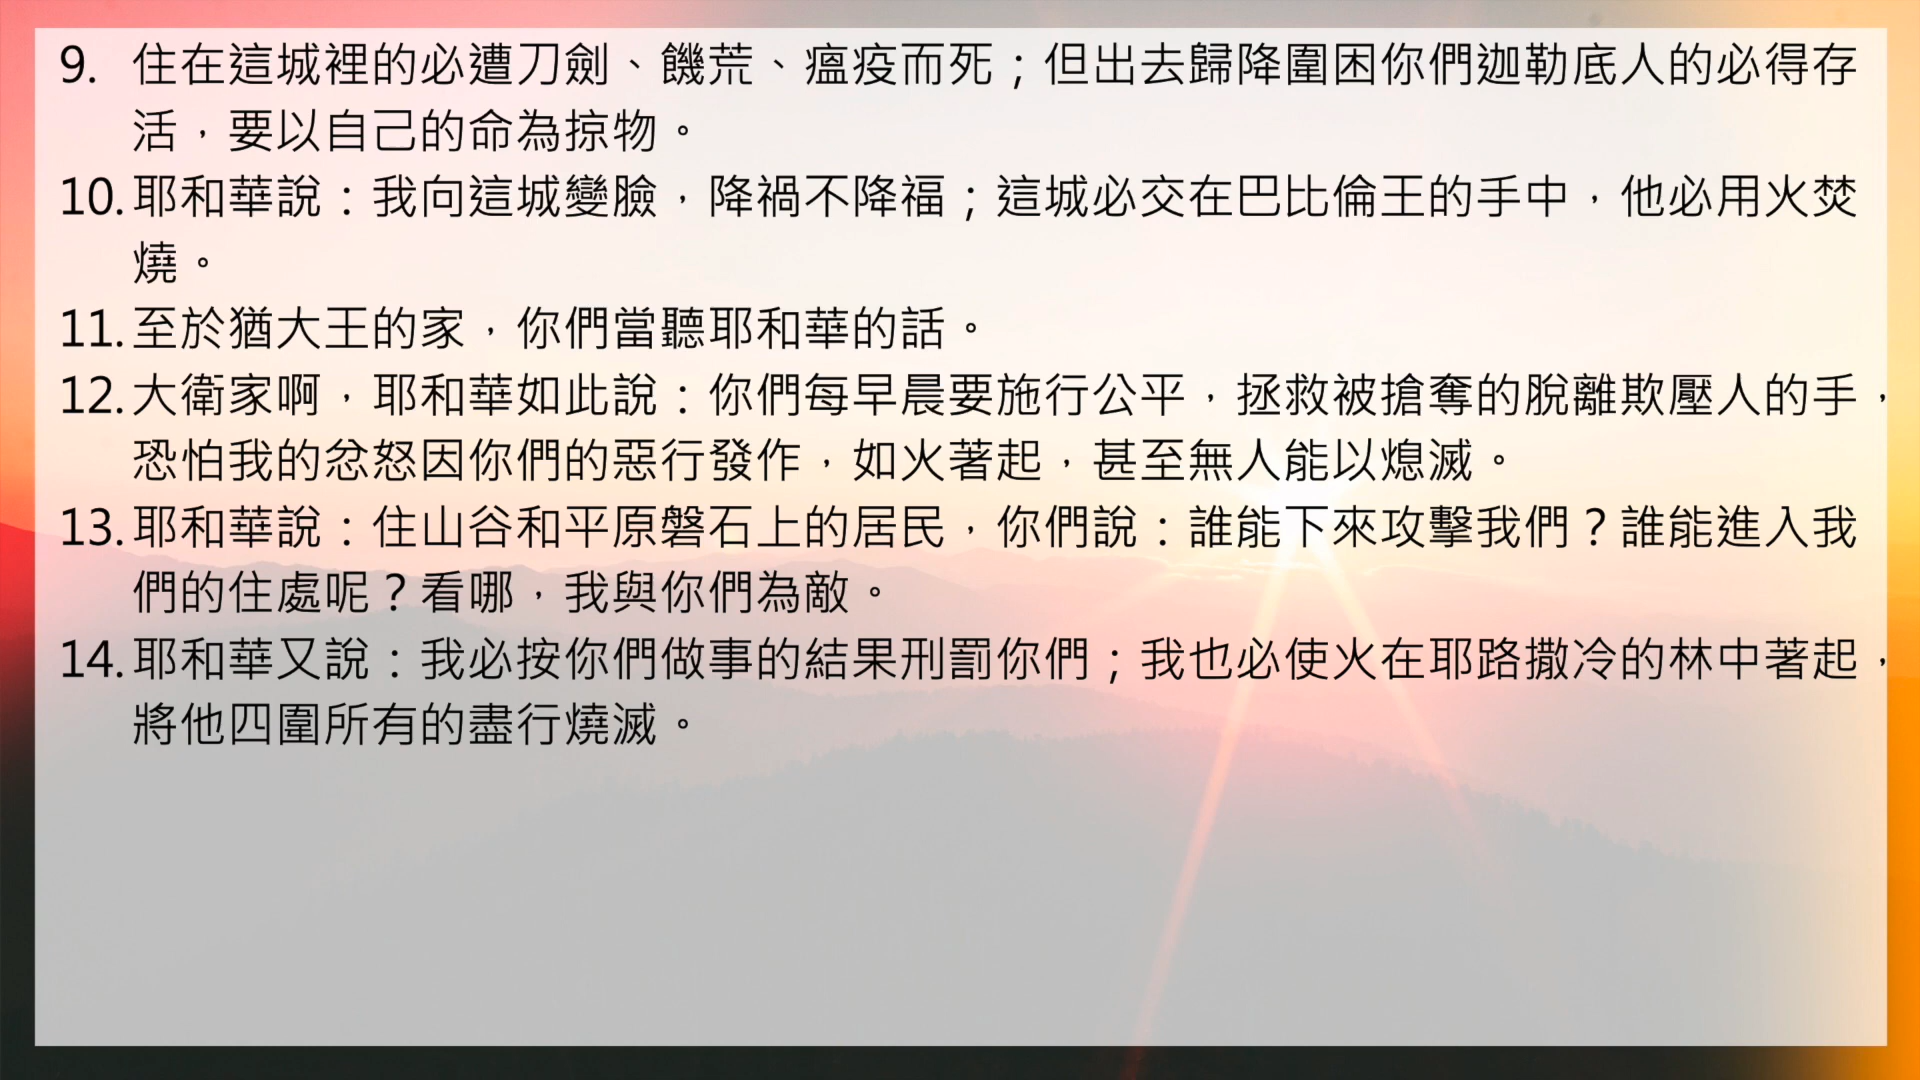 9. 住在這城裡的必遭刀劍、饑荒、瘟疫而死；但出去歸降圍困你們迦勒底人的必得存
活，要以自己的命為掠物。
10. 耶和華說：我向這城變臉，降禍不降福；這城必交在巴比倫王的手中，他必用火焚
燒。
11. 至於猶大王的家，你們當聽耶和華的話。
12. 大衛家啊，耶和華如此說：你們每早晨要施行公平，拯救被搶奪的脫離欺壓人的手，
恐怕我的忿怒因你們的惡行發作，如火著起，甚至無人能以熄滅。
13. 耶和華說：住山谷和平原磐石上的居民，你們說：誰能下來攻擊我們？誰能進入我
們的住處呢？看哪，我與你們為敵。
14. 耶和華又說：我必按你們做事的結果刑罰你們；我也必使火在耶路撒冷的林中著起，
將他四圍所有的盡行燒滅。